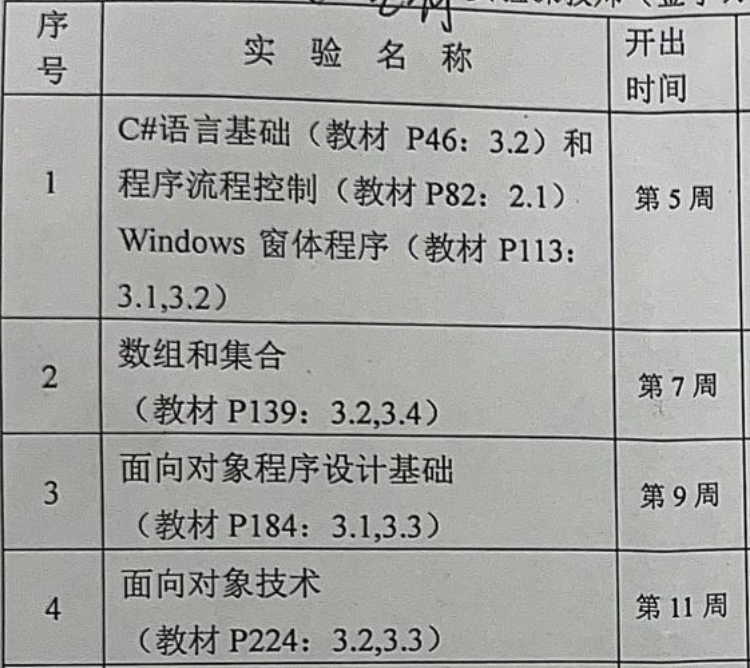 序号 实验名称 开出时间
1
C#语言基础（教材 P46：3.2）和
程序流程控制（教材 P82：2.1）
Windows 窗体程序（教材 P113：
3.1,3.2）
第 5 周
2
数组和集合
（教材 P139：3.2,3.4）
第 7 周
3
面向对象程序设计基础
（教材 P184：3.1,3.3）
第 9 周
4
面向对象技术
（教材 P224：3.2,3.3）
第 11 周